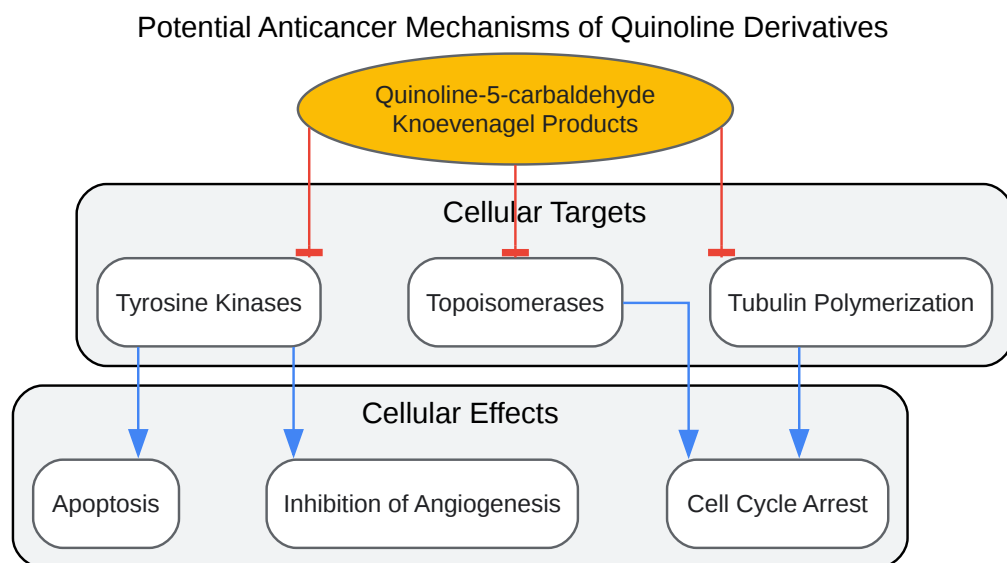 Potential Anticancer Mechanisms of Quinoline Derivatives
Quinoline-5-carbaldehyde
Knoevenagel Products
Cellular Targets
Tyrosine Kinases
Topoisomerases
Tubulin Polymerization
Cellular Effects
Apoptosis
Inhibition of Angiogenesis
Cell Cycle Arrest